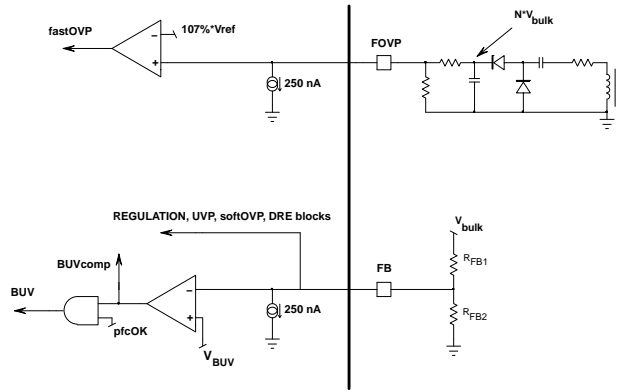 fastOVP
107%*Vref
FOVP
N*Vbulk
250 nA
REGULATION, UVP, softOVP, DRE blocks
Vbulk
BUVcomp
FB
RFB1
BUV
250 nA
RFB2
pfcOK
VBUV